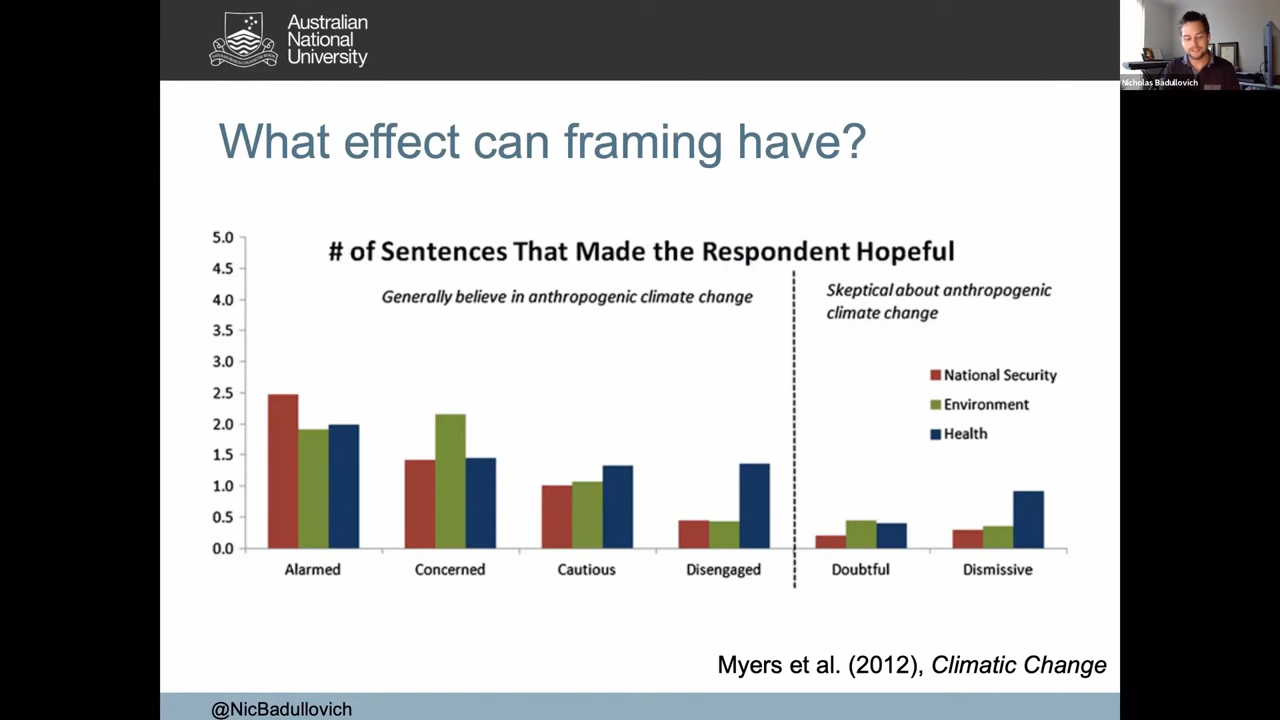 Australian
National
University
Nicholas Badullovich
What effect can framing have?
# of Sentences That Made the Respondent Hopeful
Generally believe in anthropogenic climate change
Skeptical about anthropogenic
climate change
5.0
4.5
4.0
3.5
3.0
2.5
2.0
1.5
1.0
0.5
0.0
National Security
Environment
Health
Alarmed
Concerned
Cautious
Disengaged
Doubtful
Dismissive
Myers et al. (2012), Climatic Change
@NicBadullovich